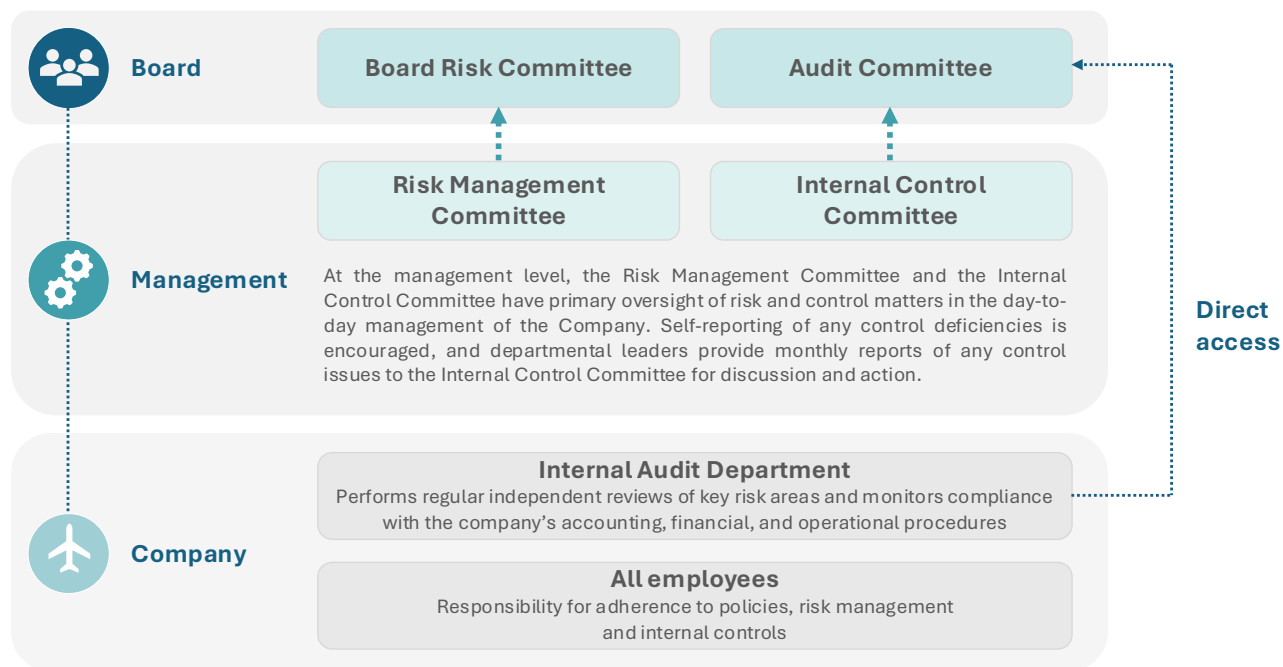 Board
Board Risk Committee
Audit Committee
Risk Management
Committee
Internal Control
Committee
Management
At the management level, the Risk Management Committee and the Internal
Control Committee have primary oversight of risk and control matters in the day-to-
day management of the Company. Self-reporting of any control deficiencies is
encouraged, and departmental leaders provide monthly reports of any control
issues to the Internal Control Committee for discussion and action.
Direct
access
Company
Internal Audit Department
Performs regular independent reviews of key risk areas and monitors compliance
with the company’s accounting, financial, and operational procedures
All employees
Responsibility for adherence to policies, risk management
and internal controls